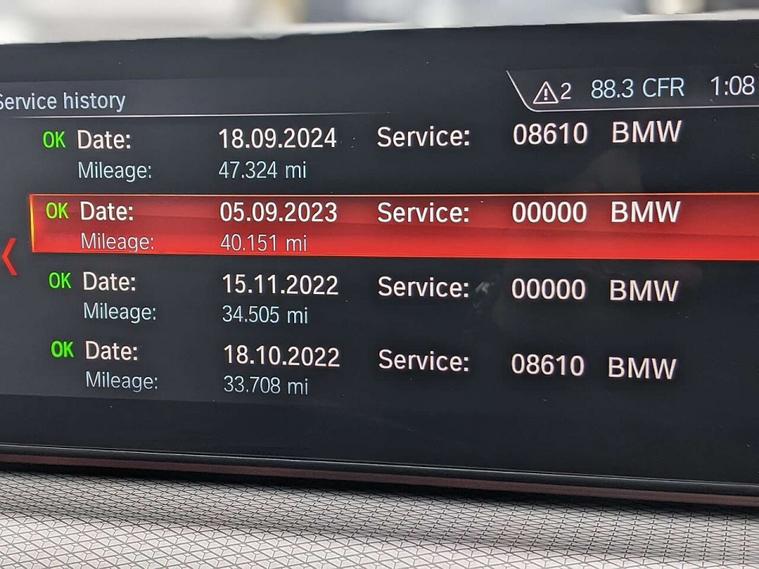 Service history 2 88.3 CFR 1:08
OK Date: 18.09.2024 Service: 08610 BMW
Mileage: 47.324 mi
OK Date: 05.09.2023 Service: 00000 BMW
Mileage: 40.151 mi
OK Date: 15.11.2022 Service: 00000 BMW
Mileage: 34.505 mi
OK Date: 18.10.2022 Service: 08610 BMW
Mileage: 33.708 mi